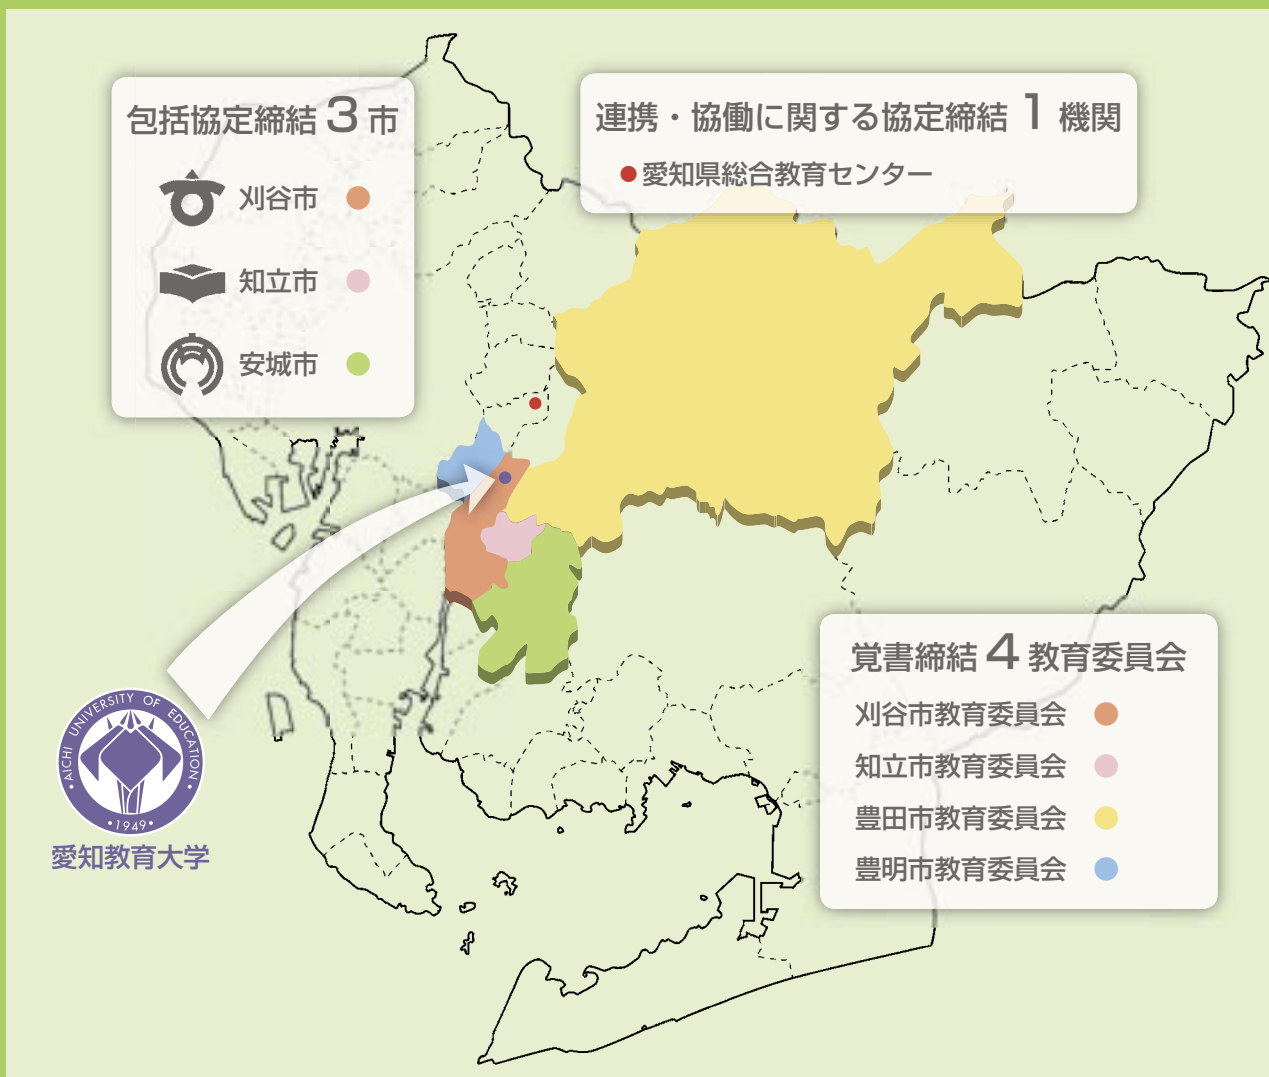 包括協定締結 3 市
刈谷市
知立市
安城市
連携・協働に関する協定締結 1 機関
愛知県総合教育センター
覚書締結 4 教育委員会
刈谷市教育委員会
知立市教育委員会
豊田市教育委員会
豊明市教育委員会
AICHI UNIVERSITY OF EDUCATION
・1949・
愛知教育大学